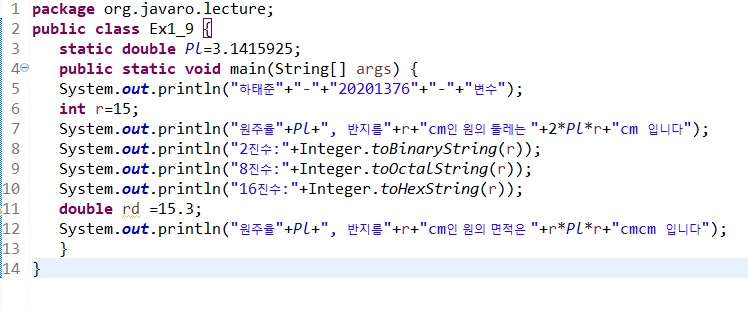 1 package org.javaro.lecture;
2 public class Ex1_9 {
3 static double Pl=3.1415925;
4 public static void main(String[] args) {
5 System.out.println("하태준"+"-"+"20201376"+"-"+"변수");
6 int r=15;
7 System.out.println("원주율"+Pl+", 반지름"+r+"cm인 원의 둘레는 "+2*Pl*r+"cm 입니다");
8 System.out.println("2진수:"+Integer.toBinaryString(r));
9 System.out.println("8진수:"+Integer.toOctalString(r));
10 System.out.println("16진수:"+Integer.toHexString(r));
11 double rd =15.3;
12 System.out.println("원주율"+Pl+", 반지름"+r+"cm인 원의 면적은 "+r*Pl*r+"cmcm 입니다");
13 }
14 }